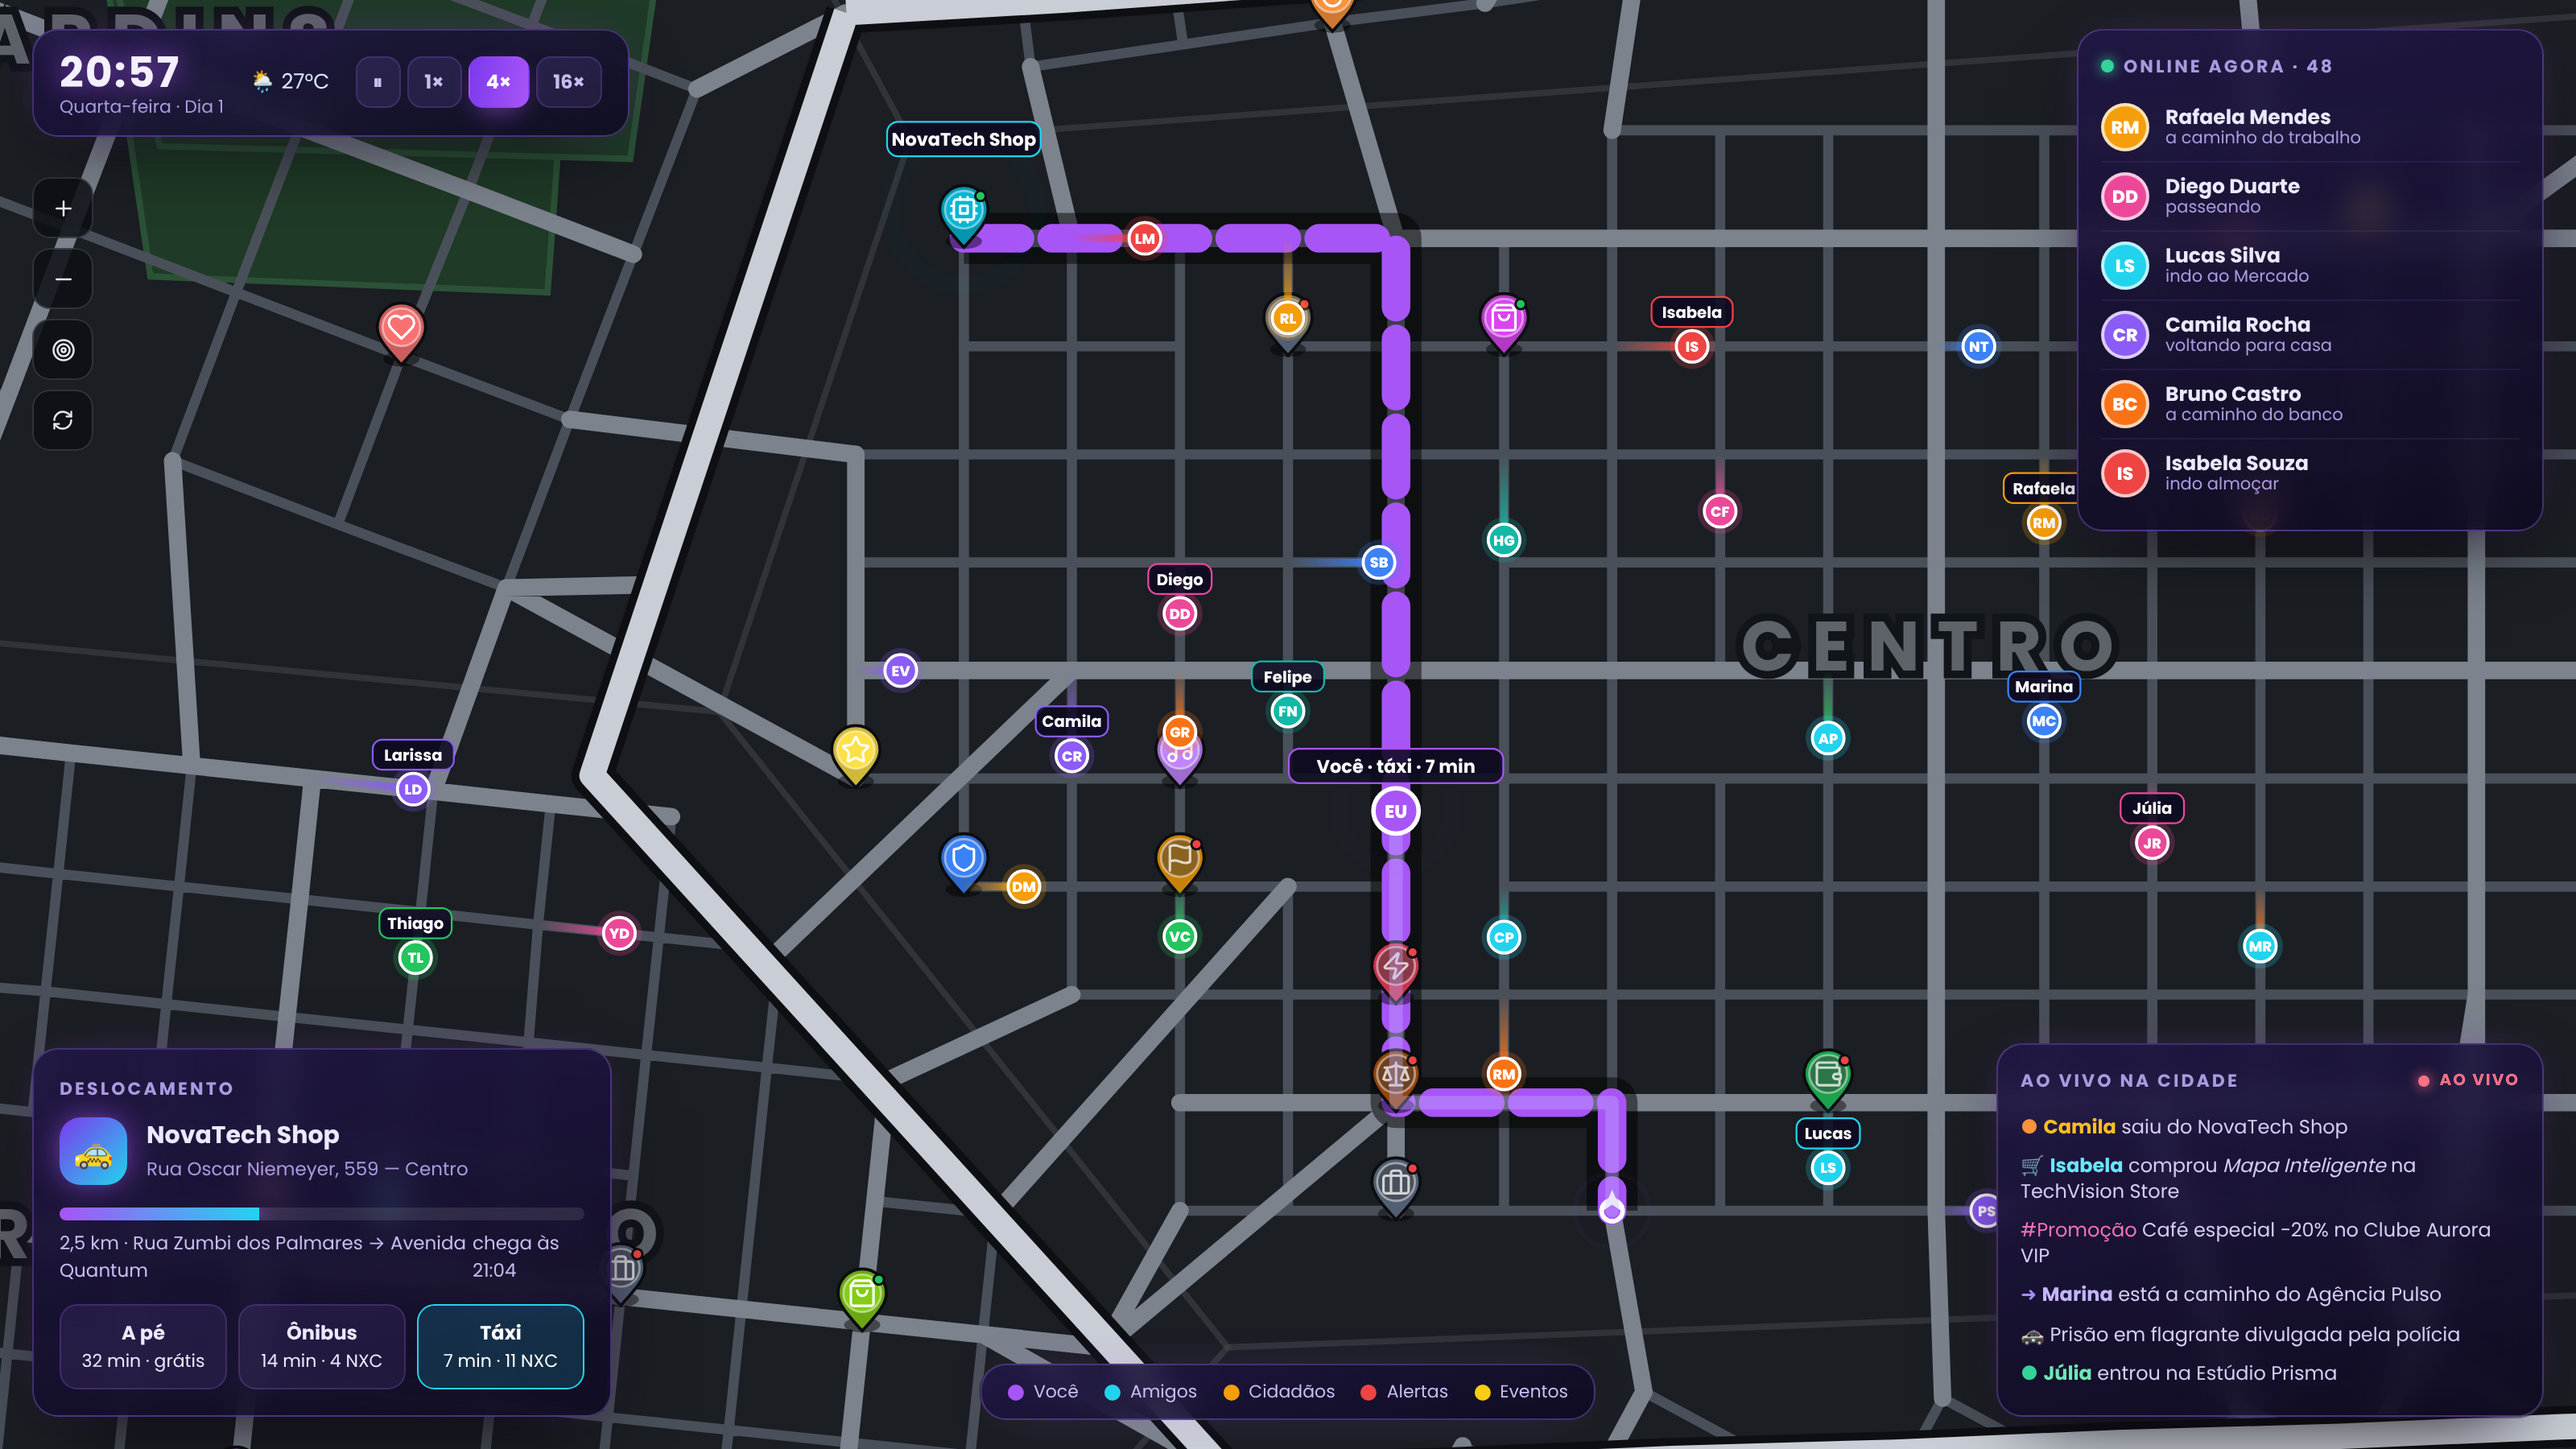 20:57
Quarta-feira · Dia 1
27°C
1×
4×
16×
ONLINE AGORA · 48
RM
Rafaela Mendes
a caminho do trabalho
DD
Diego Duarte
passeando
LS
Lucas Silva
indo ao Mercado
CR
Camila Rocha
voltando para casa
BC
Bruno Castro
a caminho do banco
IS
Isabela Souza
indo almoçar
NovaTech Shop
LM
RL
Isabela
IS
NT
Rafaela
RM
CF
HG
SB
Diego
DD
CENTRO
EV
Felipe
FN
Marina
MC
Camila
CR
GR
AP
Larissa
LD
Você · táxi · 7 min
EU
Júlia
JR
DM
Thiago
TL
YD
VC
CP
MR
RM
Lucas
LS
PS
DESLOCAMENTO
NovaTech Shop
Rua Oscar Niemeyer, 559 — Centro
2,5 km · Rua Zumbi dos Palmares → Avenida Quantum
chega às 21:04
A pé
32 min · grátis
Ônibus
14 min · 4 NXC
Táxi
7 min · 11 NXC
Você
Amigos
Cidadãos
Alertas
Eventos
AO VIVO NA CIDADE
AO VIVO
Camila saiu do NovaTech Shop
Isabela comprou Mapa Inteligente na
TechVision Store
#Promoção Café especial -20% no Clube Aurora
VIP
→ Marina está a caminho do Agência Pulso
Prisão em flagrante divulgada pela polícia
Júlia entrou na Estúdio Prisma